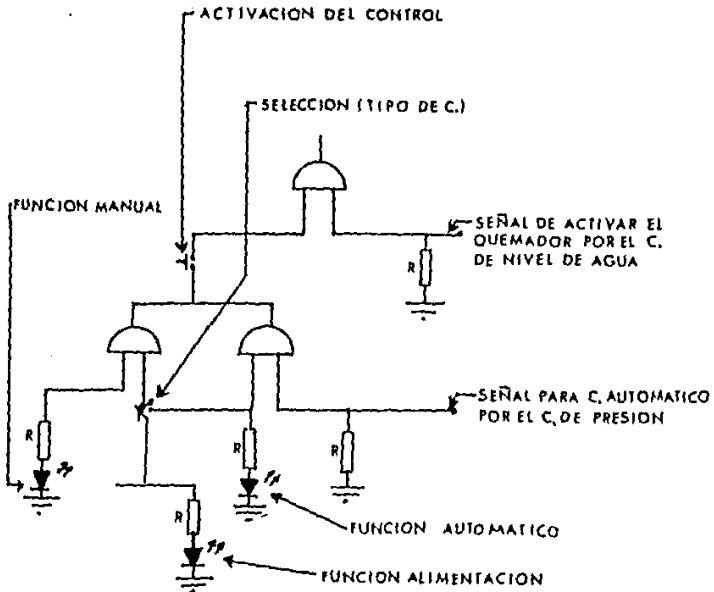 ACTIVACION DEL CONTROL
SELECCION (TIPO DE C.)
FUNCION MANUAL
SEÑAL DE ACTIVAR EL
QUEMADOR POR EL C.
DE NIVEL DE AGUA
R
SEÑAL PARA C. AUTOMATICO
POR EL C. DE PRESION
R
R
R
R
FUNCION AUTOMATICO
FUNCION ALIMENTACION